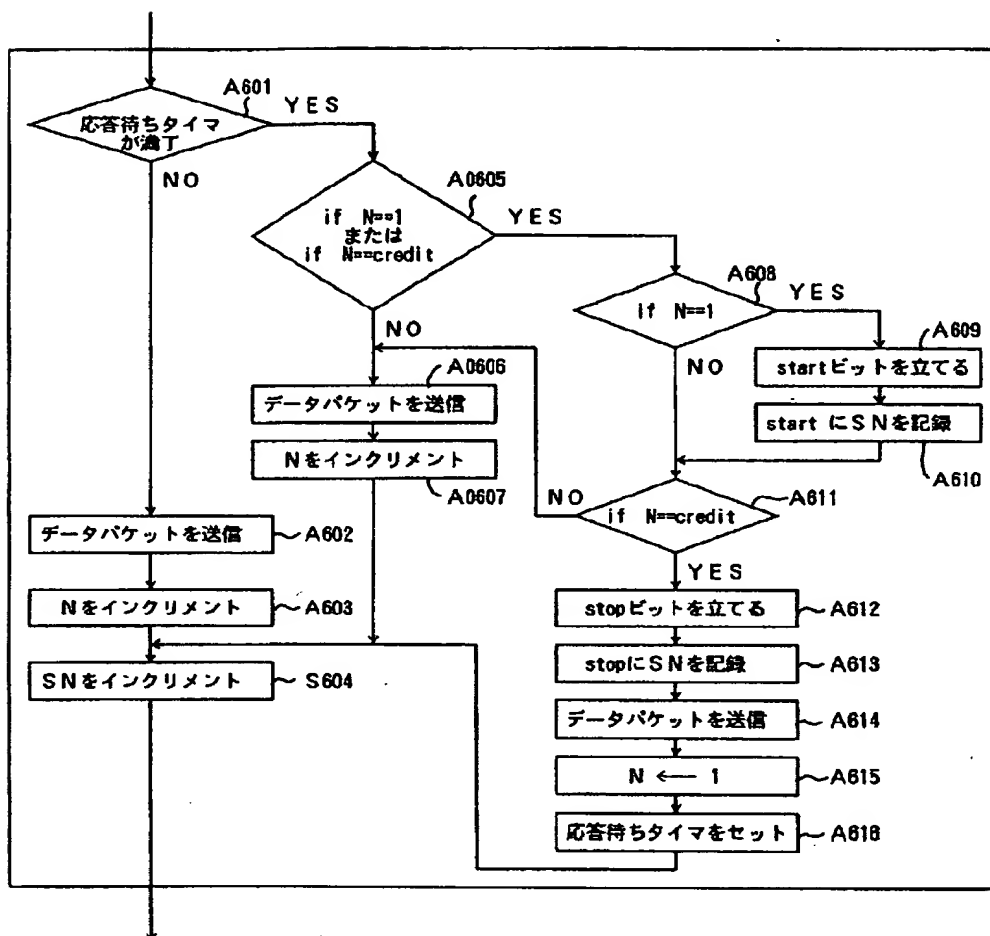 A601
YES
応答待ちタイマ
が満了
NO
A0605
YES
if N==1
または
if N==credit
NO
A608
YES
if N==1
NO
A609
startビットを立てる
start にSNを記録
A610
A0606
データパケットを送信
Nをインクリメント
A0607
NO
A611
if N==credit
YES
データパケットを送信
A602
Nをインクリメント
A603
SNをインクリメント
S604
stopビットを立てる
A612
stopにSNを記録
A613
データパケットを送信
A614
N ← 1
A615
応答待ちタイマをセット
A616